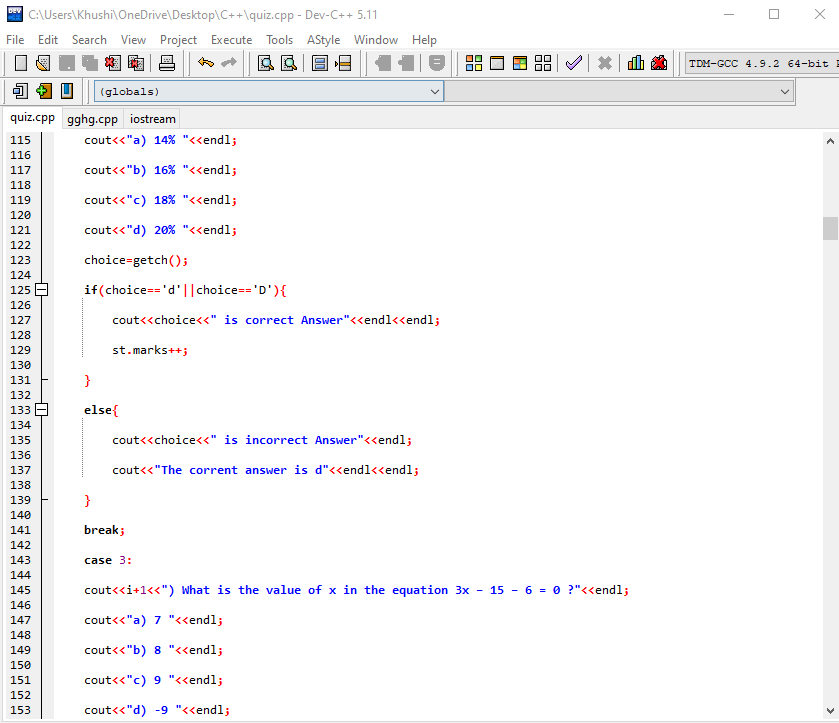 C:\Users\Khushi\OneDrive\Desktop\C++\quiz.cpp - Dev-C++ 5.11
File Edit Search View Project Execute Tools AStyle Window Help
TDM-GCC 4.9.2 64-bit
(globals)
quiz.cpp gghg.cpp iostream
115 cout<<"a) 14% "<<endl;
116
117 cout<<"b) 16% "<<endl;
118
119 cout<<"c) 18% "<<endl;
120
121 cout<<"d) 20% "<<endl;
122
123 choice=getch();
124
125 if(choice=='d'||choice=='D'){
126
127 cout<<choice<<" is correct Answer"<<endl<<endl;
128
129 st.marks++;
130
131 }
132
133 else{
134
135 cout<<choice<<" is incorrect Answer"<<endl;
136
137 cout<<"The corrent answer is d"<<endl<<endl;
138
139 }
140
141 break;
142
143 case 3:
144
145 cout<<i+1<<") What is the value of x in the equation 3x – 15 – 6 = 0 ?"<<endl;
146
147 cout<<"a) 7 "<<endl;
148
149 cout<<"b) 8 "<<endl;
150
151 cout<<"c) 9 "<<endl;
152
153 cout<<"d) -9 "<<endl;